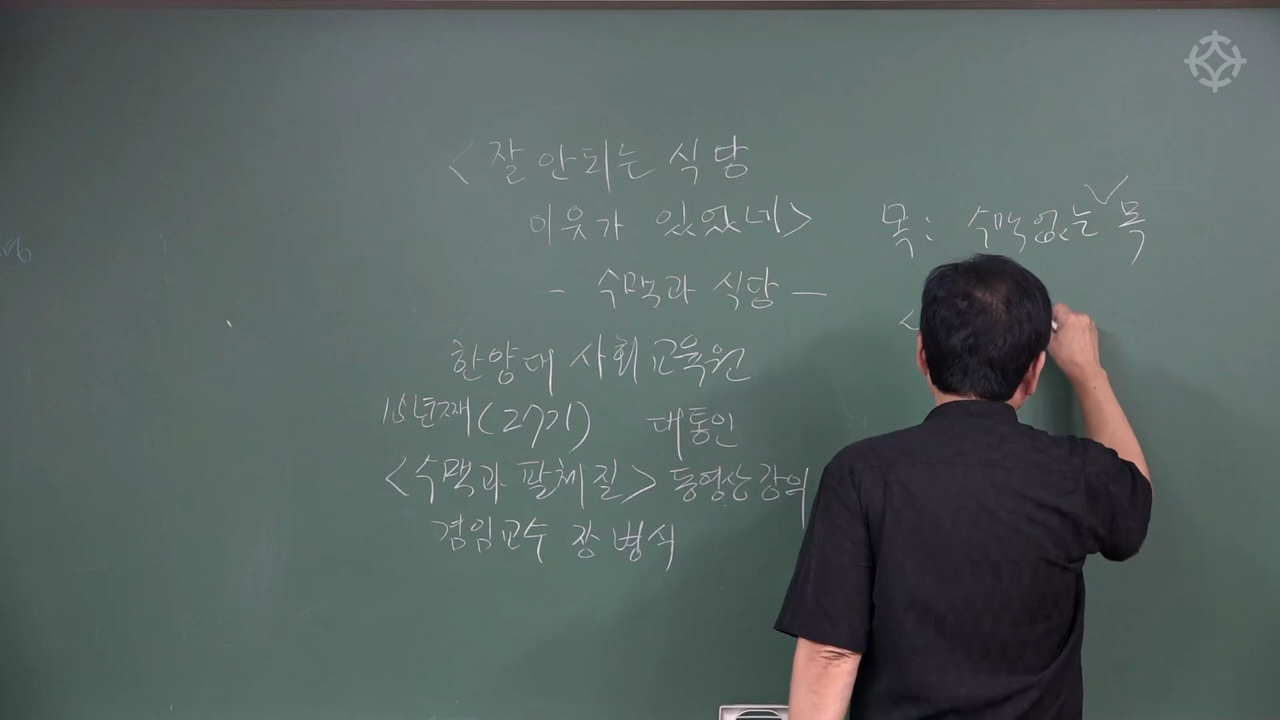 <잘 안되는 식당
이윳가 있었네>
- 수맥과 식당 -
한양대 사회교육원
15년째(27기) 대통인
<수맥과 팔체질> 동영상강의
겸임교수 장병식
목: 수맥없는 목
<